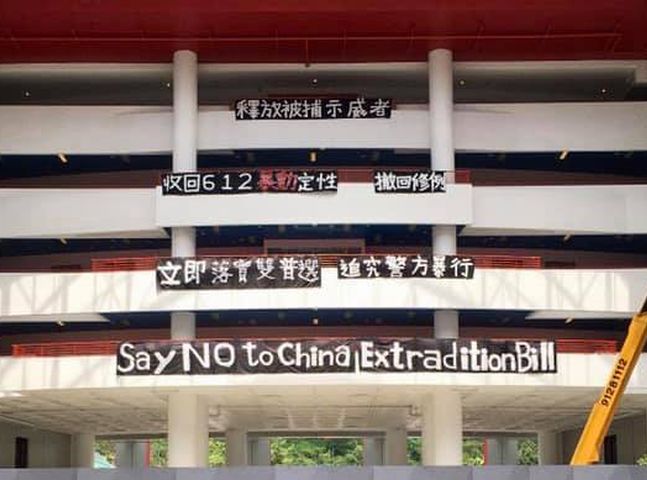 釋放被捕示威者
收回612暴動定性 撤回修例
立即落實雙普選 追究警方暴行
Say NO to China Extradition Bill
91281112